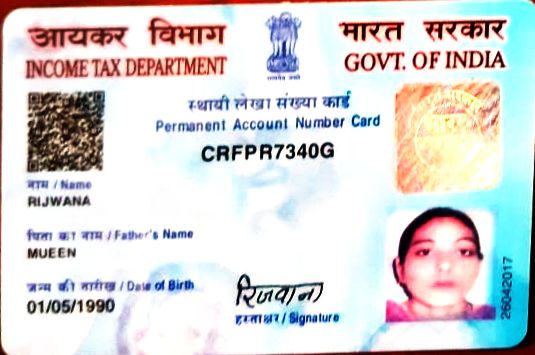 आयकर विभाग
INCOME TAX DEPARTMENT
भारत सरकार
GOVT. OF INDIA
स्थायी लेखा संख्या कार्ड
Permanent Account Number Card
CRFPR7340G
नाम / Name
RIJWANA
पिता का नाम / Father's Name
MUEEN
जन्म की तारीख / Date of Birth
01/05/1990
रिजवाना
हस्ताक्षर / Signature
26042017